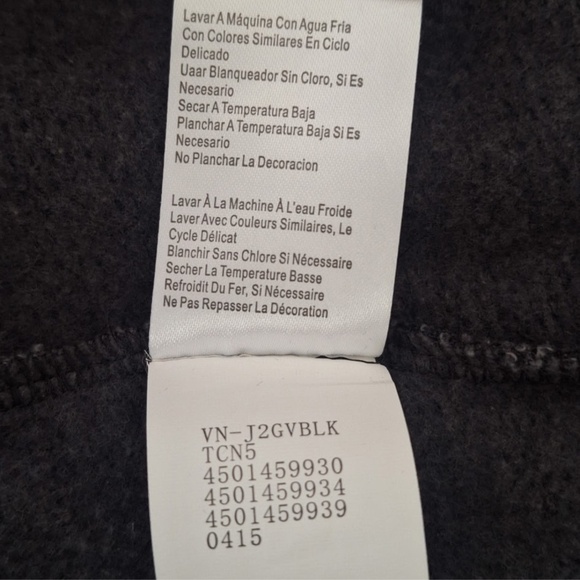 Lavar A Máquina Con Agua Fria
Con Colores Similares En Ciclo
Delicado
Uaar Blanqueador Sin Cloro, Si Es
Necesario
Secar A Temperatura Baja
Planchar A Temperatura Baja Si Es
Necesario
No Planchar La Decoracion
Lavar À La Machine À L'eau Froide
Laver Avec Couleurs Similaires, Le
Cycle Délicat
Blanchir Sans Chlore Si Nécessaire
Secher La Temperature Basse
Refroidit Du Fer, Si Nécessaire
Ne Pas Repasser La Décoration
VN-J2GVBLK
TCN5
4501459930
4501459934
4501459939
0415